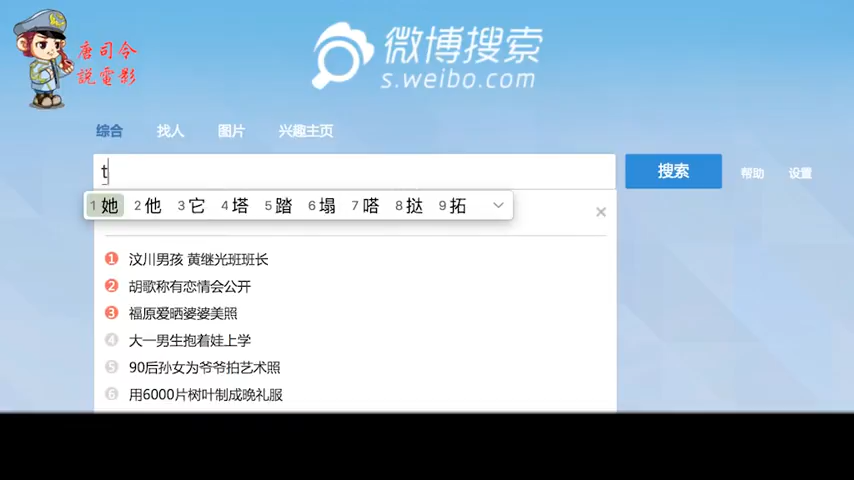 唐司令
說電影
微博搜索
s.weibo.com
综合 找人 图片 兴趣主页
t
搜索 帮助 设置
1 她 2 他 3 它 4 塔 5 踏 6 塌 7 嗒 8 挞 9 拓
1 汶川男孩 黄继光班班长
2 胡歌称有恋情会公开
3 福原爱晒婆婆美照
4 大一男生抱着娃上学
5 90后孙女为爷爷拍艺术照
6 用6000片树叶制成晚礼服